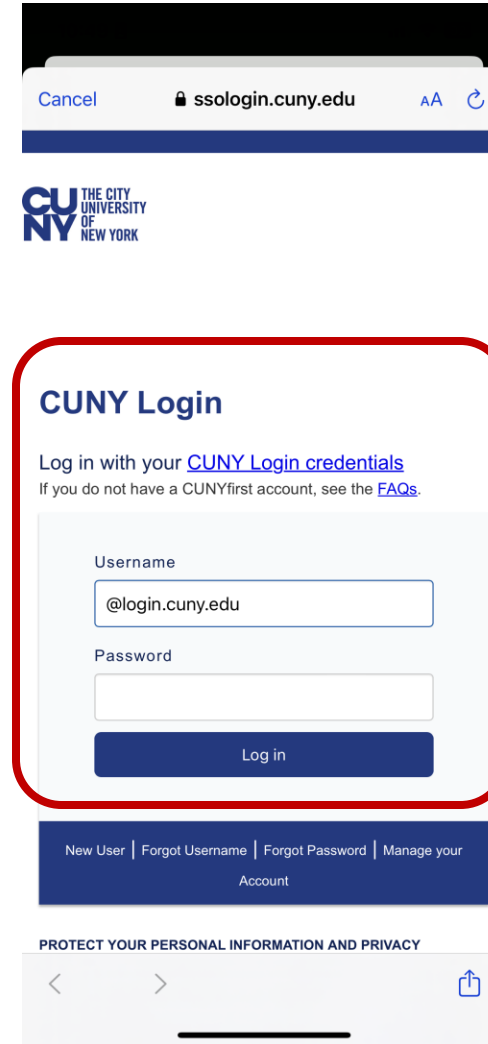 Cancel ssologin.cuny.edu AA
CUNY THE CITY
UNIVERSITY
OF
NEW YORK
CUNY Login
Log in with your CUNY Login credentials
If you do not have a CUNYfirst account, see the FAQs.
Username
@login.cuny.edu
Password
Log in
New User | Forgot Username | Forgot Password | Manage your
Account
PROTECT YOUR PERSONAL INFORMATION AND PRIVACY